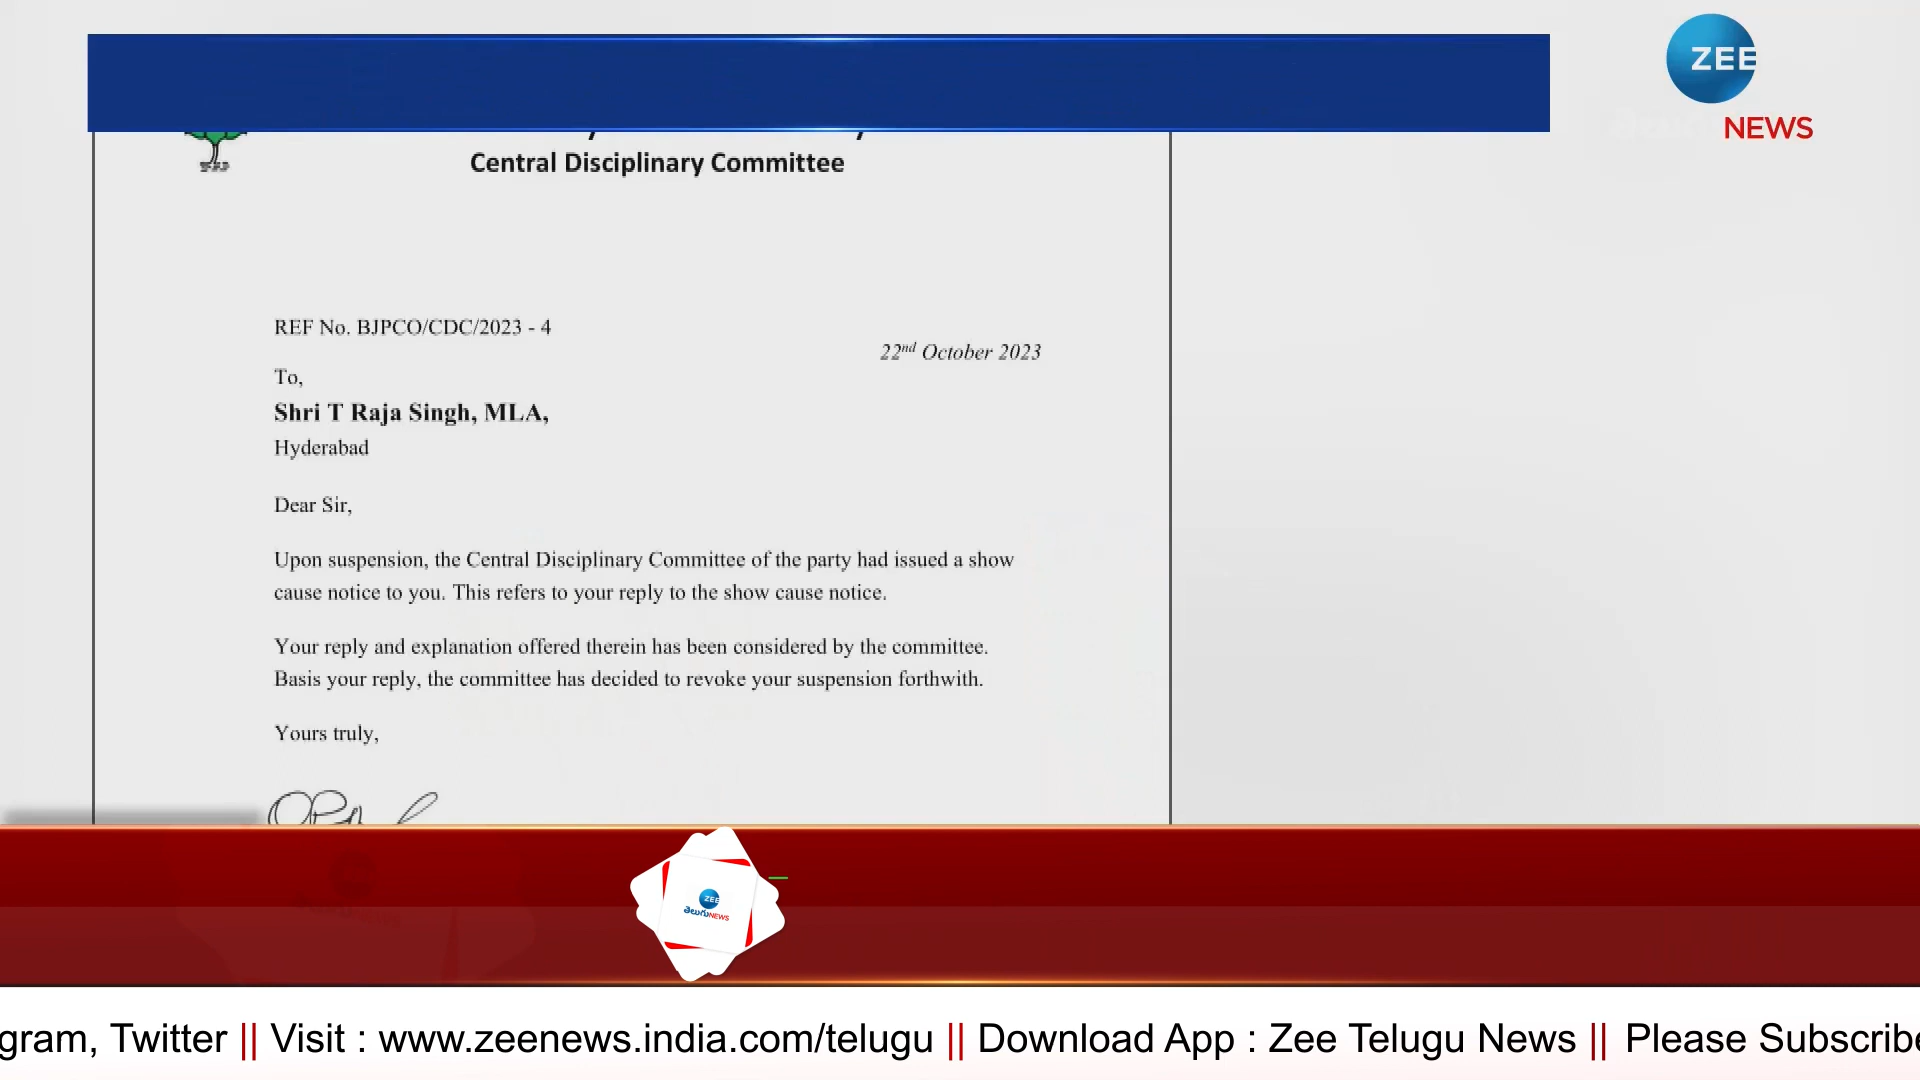 ZEE
NEWS
Central Disciplinary Committee
REF No. BJPCO/CDC/2023 - 4
22nd October 2023
To,
Shri T Raja Singh, MLA,
Hyderabad
Dear Sir,
Upon suspension, the Central Disciplinary Committee of the party had issued a show
cause notice to you. This refers to your reply to the show cause notice.
Your reply and explanation offered therein has been considered by the committee.
Basis your reply, the committee has decided to revoke your suspension forthwith.
Yours truly,
ZEE
తెలుగు NEWS
gram, Twitter || Visit : www.zeenews.india.com/telugu || Download App : Zee Telugu News || Please Subscribe